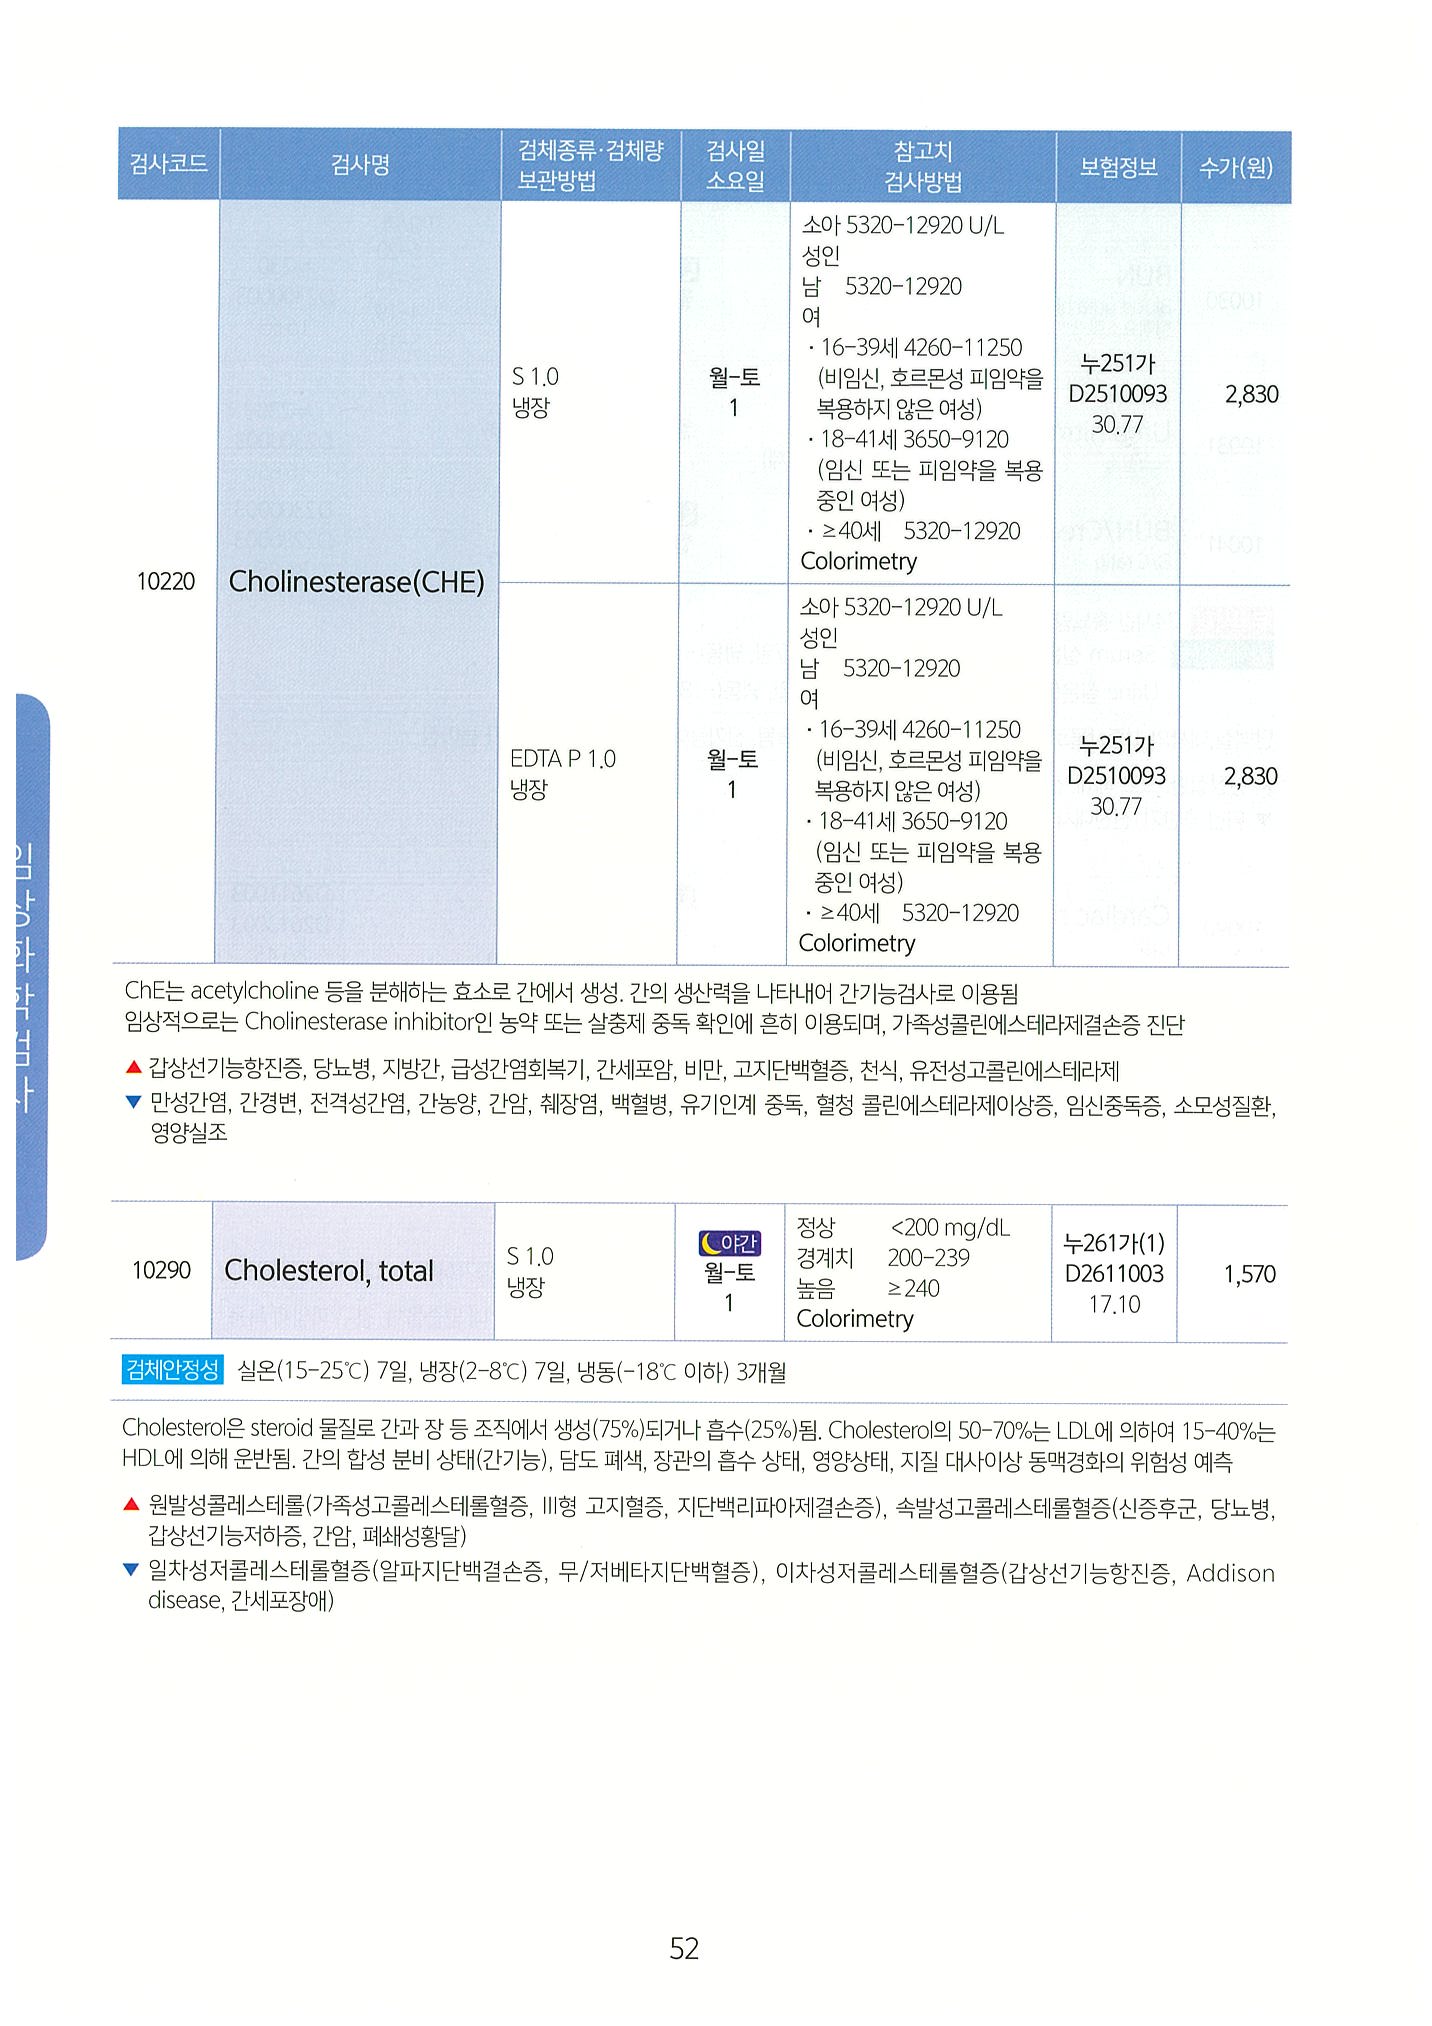 검사코드 검사명 검체종류·검체량 보관방법 검사일 소요일 참고치 검사방법 보험정보 수가(원)
10220 Cholinesterase(CHE)
S 1.0
냉장
월-토
1
소아 5320-12920 U/L
성인
남 5320-12920
여
· 16-39세 4260-11250
(비임신, 호르몬성 피임약을
복용하지 않은 여성)
· 18-41세 3650-9120
(임신 또는 피임약을 복용
중인 여성)
· ≥40세 5320-12920
Colorimetry
누251가
D2510093
30.77
2,830
EDTA P 1.0
냉장
월-토
1
소아 5320-12920 U/L
성인
남 5320-12920
여
· 16-39세 4260-11250
(비임신, 호르몬성 피임약을
복용하지 않은 여성)
· 18-41세 3650-9120
(임신 또는 피임약을 복용
중인 여성)
· ≥40세 5320-12920
Colorimetry
누251가
D2510093
30.77
2,830
ChE는 acetylcholine 등을 분해하는 효소로 간에서 생성. 간의 생산력을 나타내어 간기능검사로 이용됨
임상적으로는 Cholinesterase inhibitor인 농약 또는 살충제 중독 확인에 흔히 이용되며, 가족성콜린에스테라제결손증 진단
▲ 갑상선기능항진증, 당뇨병, 지방간, 급성간염회복기, 간세포암, 비만, 고지단백혈증, 천식, 유전성고콜린에스테라제
▼ 만성간염, 간경변, 전격성간염, 간농양, 간암, 췌장염, 백혈병, 유기인계 중독, 혈청 콜린에스테라제이상증, 임신중독증, 소모성질환,
영양실조
10290 Cholesterol, total
S 1.0
냉장
야간
월-토
1
정상 <200 mg/dL
경계치 200-239
높음 ≥240
Colorimetry
누261가(1)
D2611003
17.10
1,570
검체안정성 실온(15-25℃) 7일, 냉장(2-8℃) 7일, 냉동(-18℃ 이하) 3개월
Cholesterol은 steroid 물질로 간과 장 등 조직에서 생성(75%)되거나 흡수(25%)됨. Cholesterol의 50-70%는 LDL에 의하여 15-40%는
HDL에 의해 운반됨. 간의 합성 분비 상태(간기능), 담도 폐색, 장관의 흡수 상태, 영양상태, 지질 대사이상 동맥경화의 위험성 예측
▲ 원발성콜레스테롤(가족성고콜레스테롤혈증, III형 고지혈증, 지단백리파아제결손증), 속발성고콜레스테롤혈증(신증후군, 당뇨병,
갑상선기능저하증, 간암, 폐쇄성황달)
▼ 일차성저콜레스테롤혈증(알파지단백결손증, 무/저베타지단백혈증), 이차성저콜레스테롤혈증(갑상선기능항진증, Addison
disease, 간세포장애)
임상화학검사
52